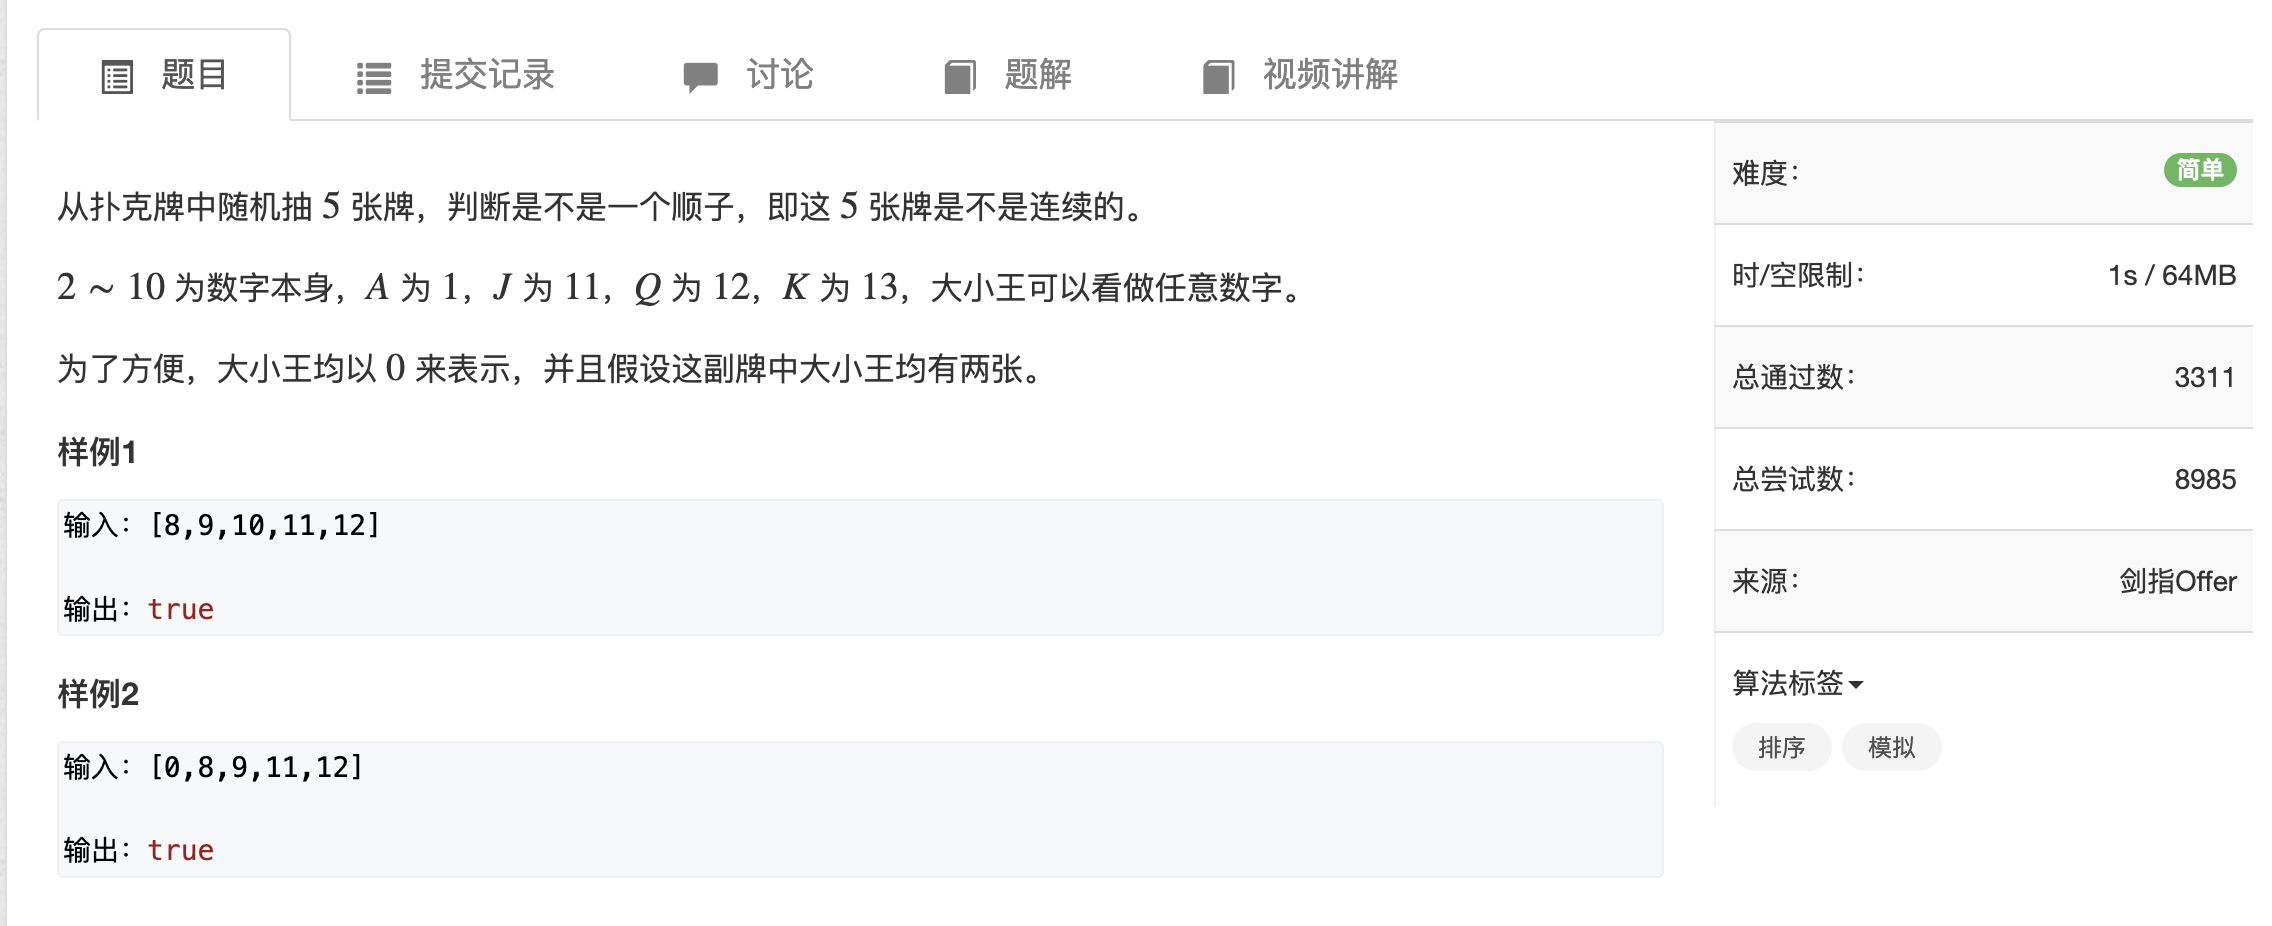 题目
提交记录
讨论
题解
视频讲解
从扑克牌中随机抽 5 张牌，判断是不是一个顺子，即这 5 张牌是不是连续的。
2 ∼ 10 为数字本身，A 为 1，J 为 11，Q 为 12，K 为 13，大小王可以看做任意数字。
为了方便，大小王均以 0 来表示，并且假设这副牌中大小王均有两张。
样例1
输入：[8,9,10,11,12]
输出：true
样例2
输入：[0,8,9,11,12]
输出：true
难度： 简单
时/空限制： 1s / 64MB
总通过数： 3311
总尝试数： 8985
来源： 剑指Offer
算法标签
排序 模拟